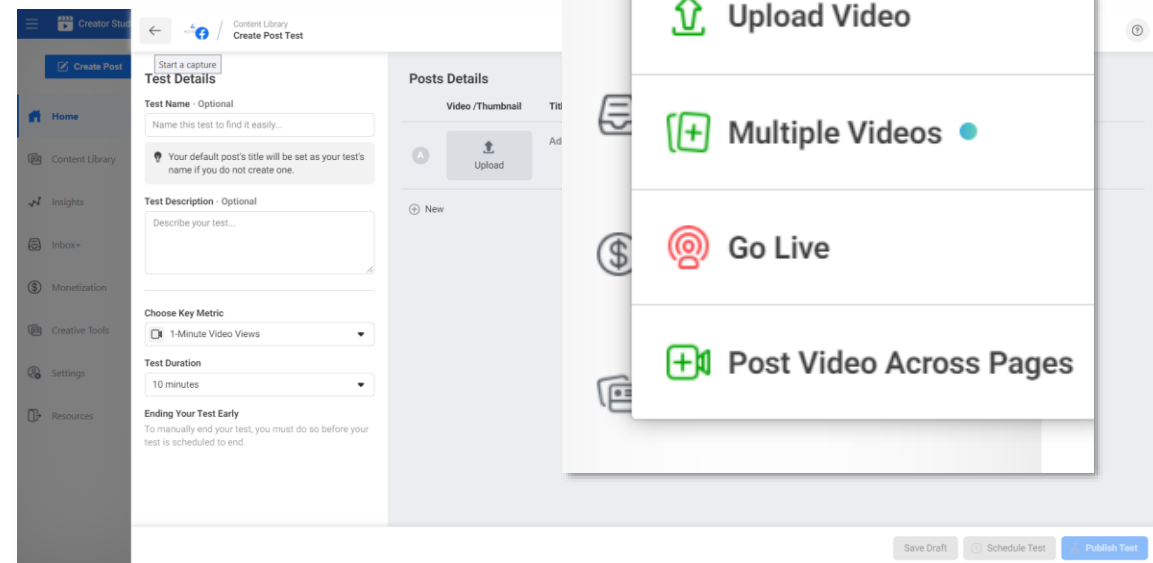 Creator Stud
Create Post
Home
Content Library
Insights
Inbox+
Monetization
Creative Tools
Settings
Resources
Content Library
Create Post Test
Start a capture
Test Details
Test Name · Optional
Name this test to find it easily...
Your default post's title will be set as your test's
name if you do not create one.
Test Description · Optional
Describe your test...
Choose Key Metric
1-Minute Video Views
Test Duration
10 minutes
Ending Your Test Early
To manually end your test, you must do so before your
test is scheduled to end.
Posts Details
Video /Thumbnail
Titl
A
Upload
Ad
New
Upload Video
Multiple Videos
Go Live
Post Video Across Pages
Save Draft
Schedule Test
Publish Test